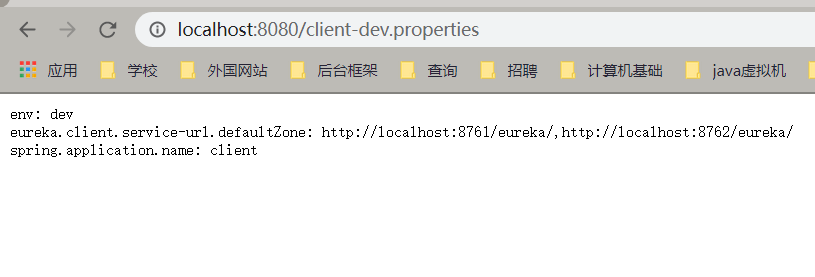 localhost:8080/client-dev.properties
应用 学校 外国网站 后台框架 查询 招聘 计算机基础 java虚拟机
env: dev
eureka.client.service-url.defaultZone: http://localhost:8761/eureka/,http://localhost:8762/eureka/
spring.application.name: client